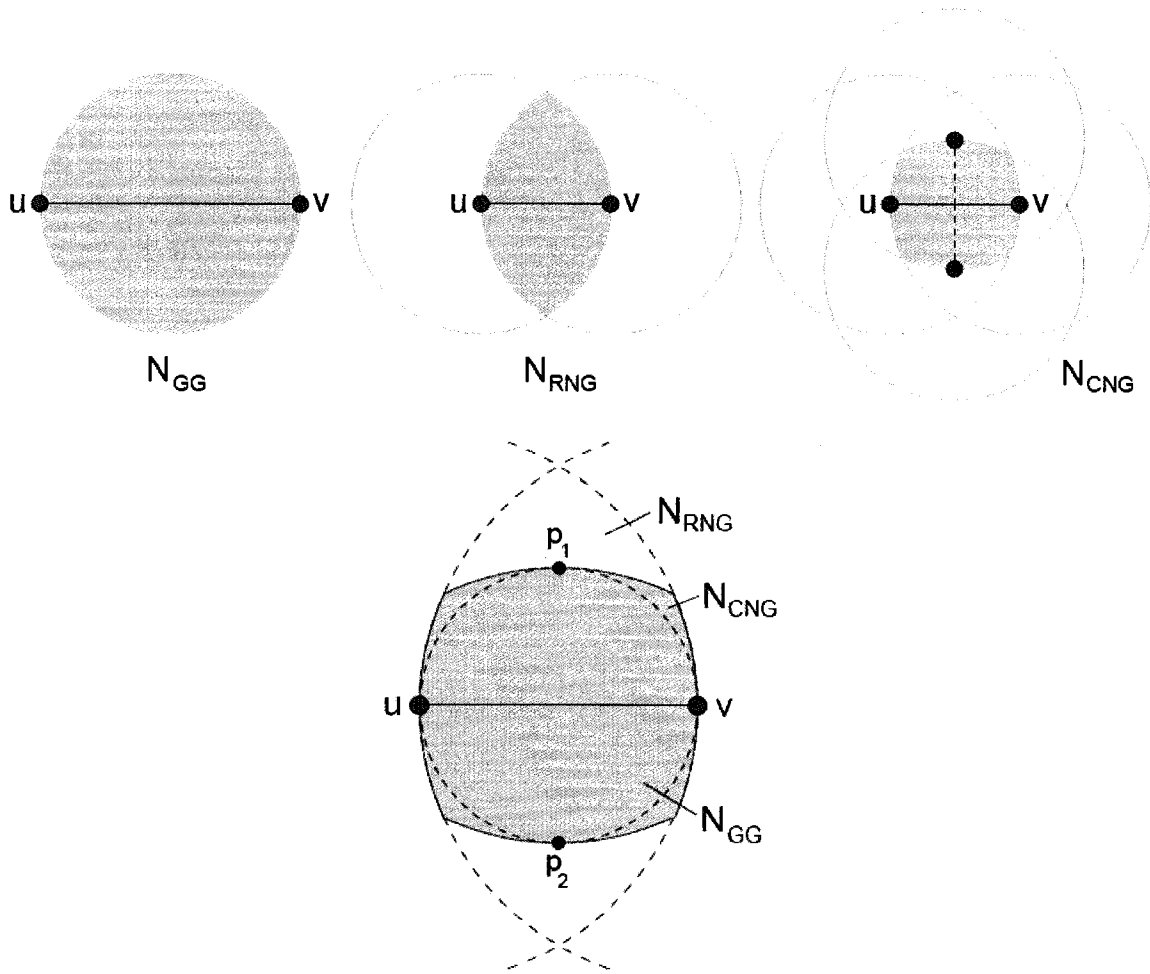 u v u v u v
N_GG N_RNG N_CNG
N_RNG
p_1
N_CNG
u v
N_GG
p_2